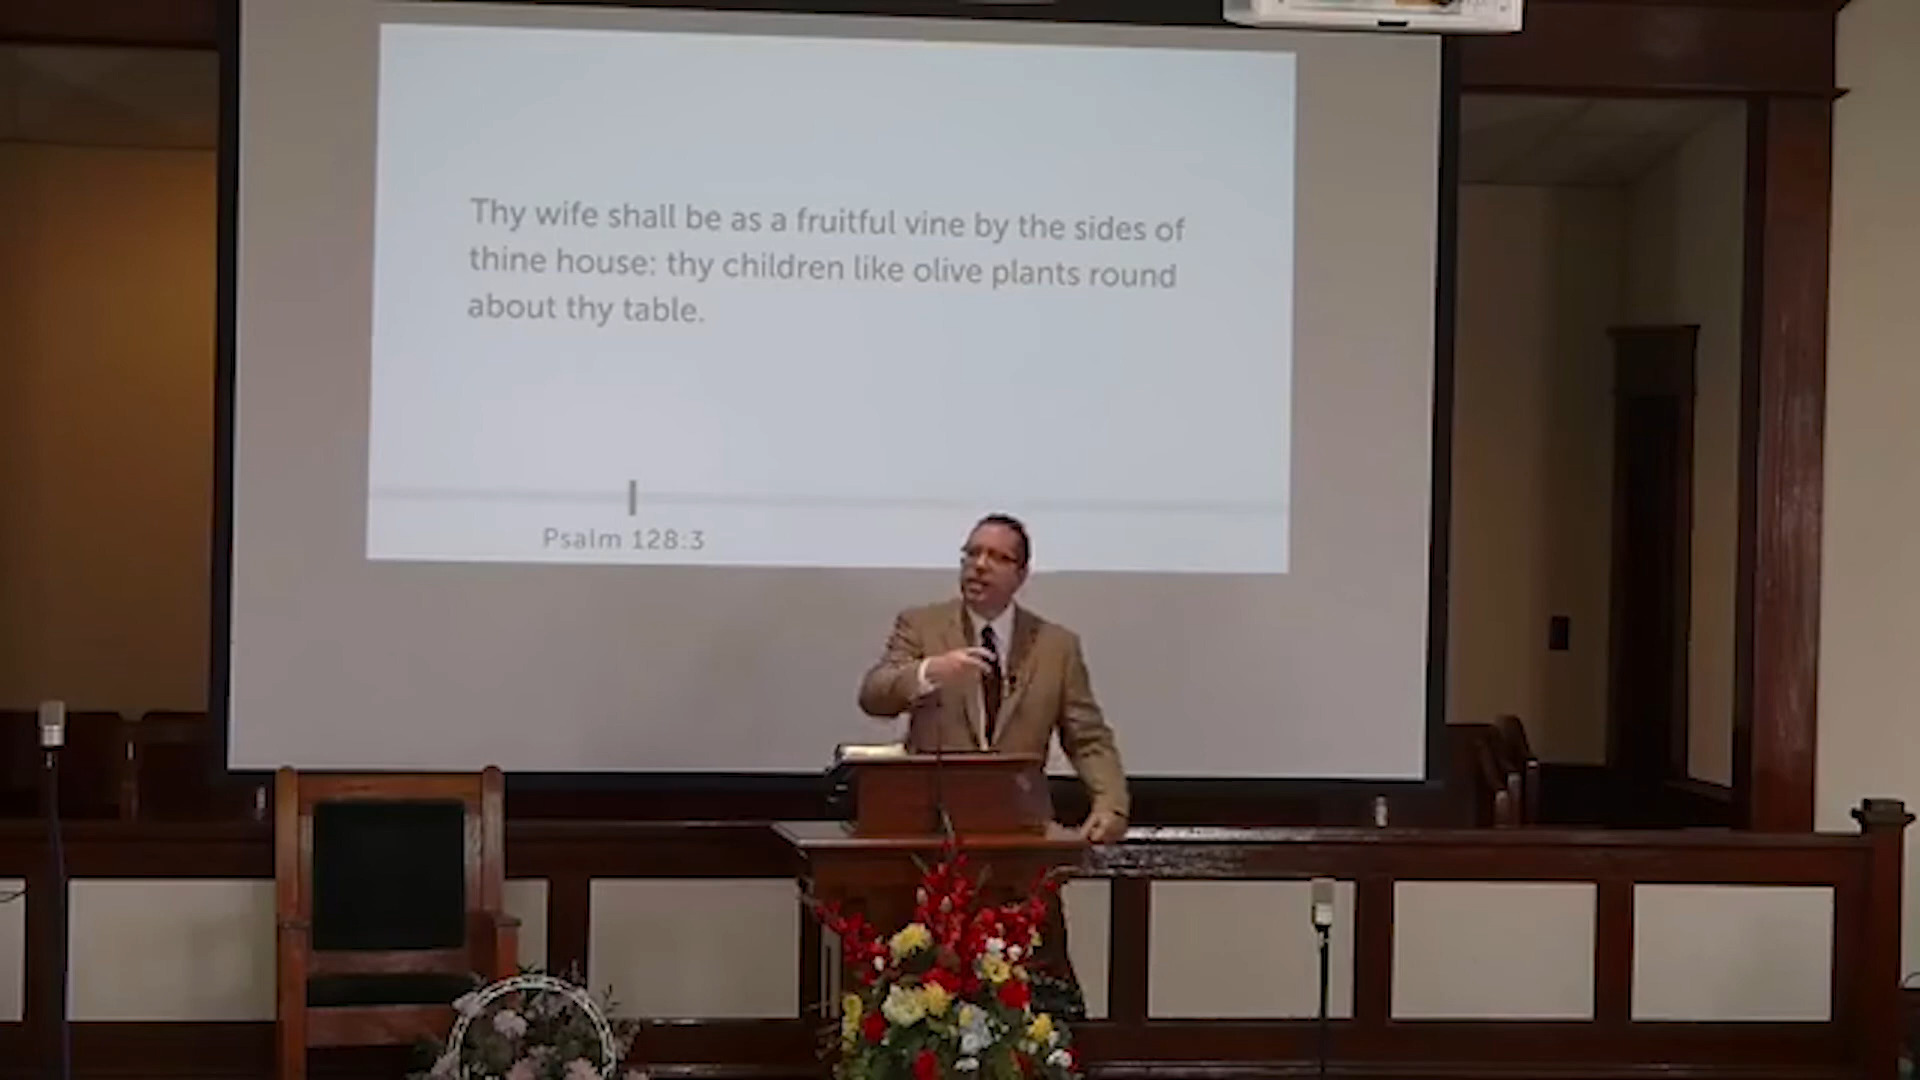 Thy wife shall be as a fruitful vine by the sides of
thine house: thy children like olive plants round
about thy table.
Psalm 128:3